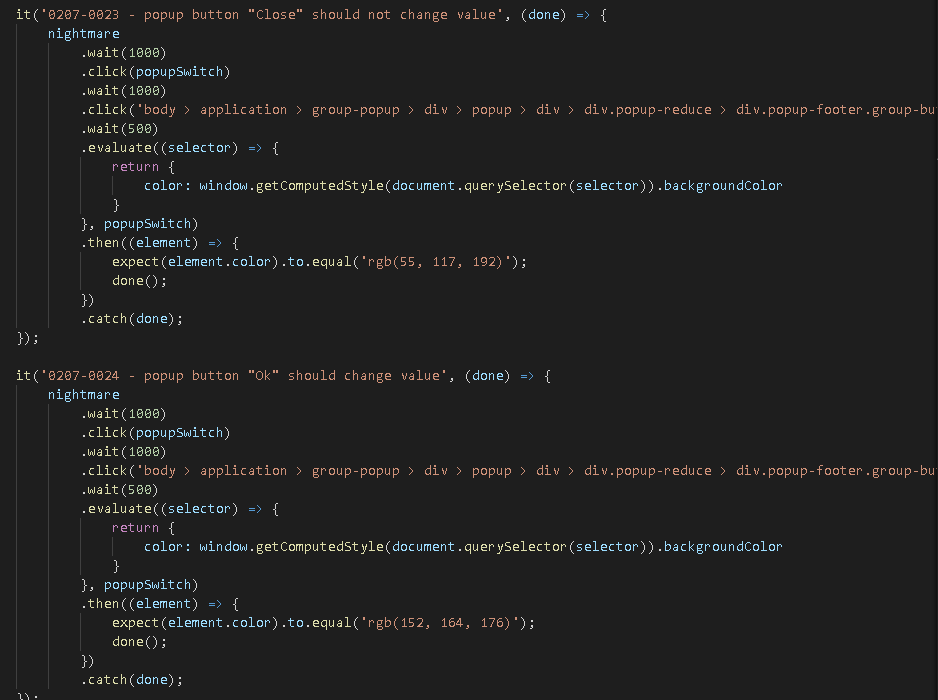 it('0207-0023 - popup button "Close" should not change value', (done) => {
    nightmare
        .wait(1000)
        .click(popupSwitch)
        .wait(1000)
        .click('body > application > group-popup > div > popup > div > div.popup-reduce > div.popup-footer.group-bu
        .wait(500)
        .evaluate((selector) => {
            return {
                color: window.getComputedStyle(document.querySelector(selector)).backgroundColor
            }
        }, popupSwitch)
        .then((element) => {
            expect(element.color).to.equal('rgb(55, 117, 192)');
            done();
        })
        .catch(done);
});
it('0207-0024 - popup button "Ok" should change value', (done) => {
    nightmare
        .wait(1000)
        .click(popupSwitch)
        .wait(1000)
        .click('body > application > group-popup > div > popup > div > div.popup-reduce > div.popup-footer.group-bu
        .wait(500)
        .evaluate((selector) => {
            return {
                color: window.getComputedStyle(document.querySelector(selector)).backgroundColor
            }
        }, popupSwitch)
        .then((element) => {
            expect(element.color).to.equal('rgb(152, 164, 176)');
            done();
        })
        .catch(done);
});